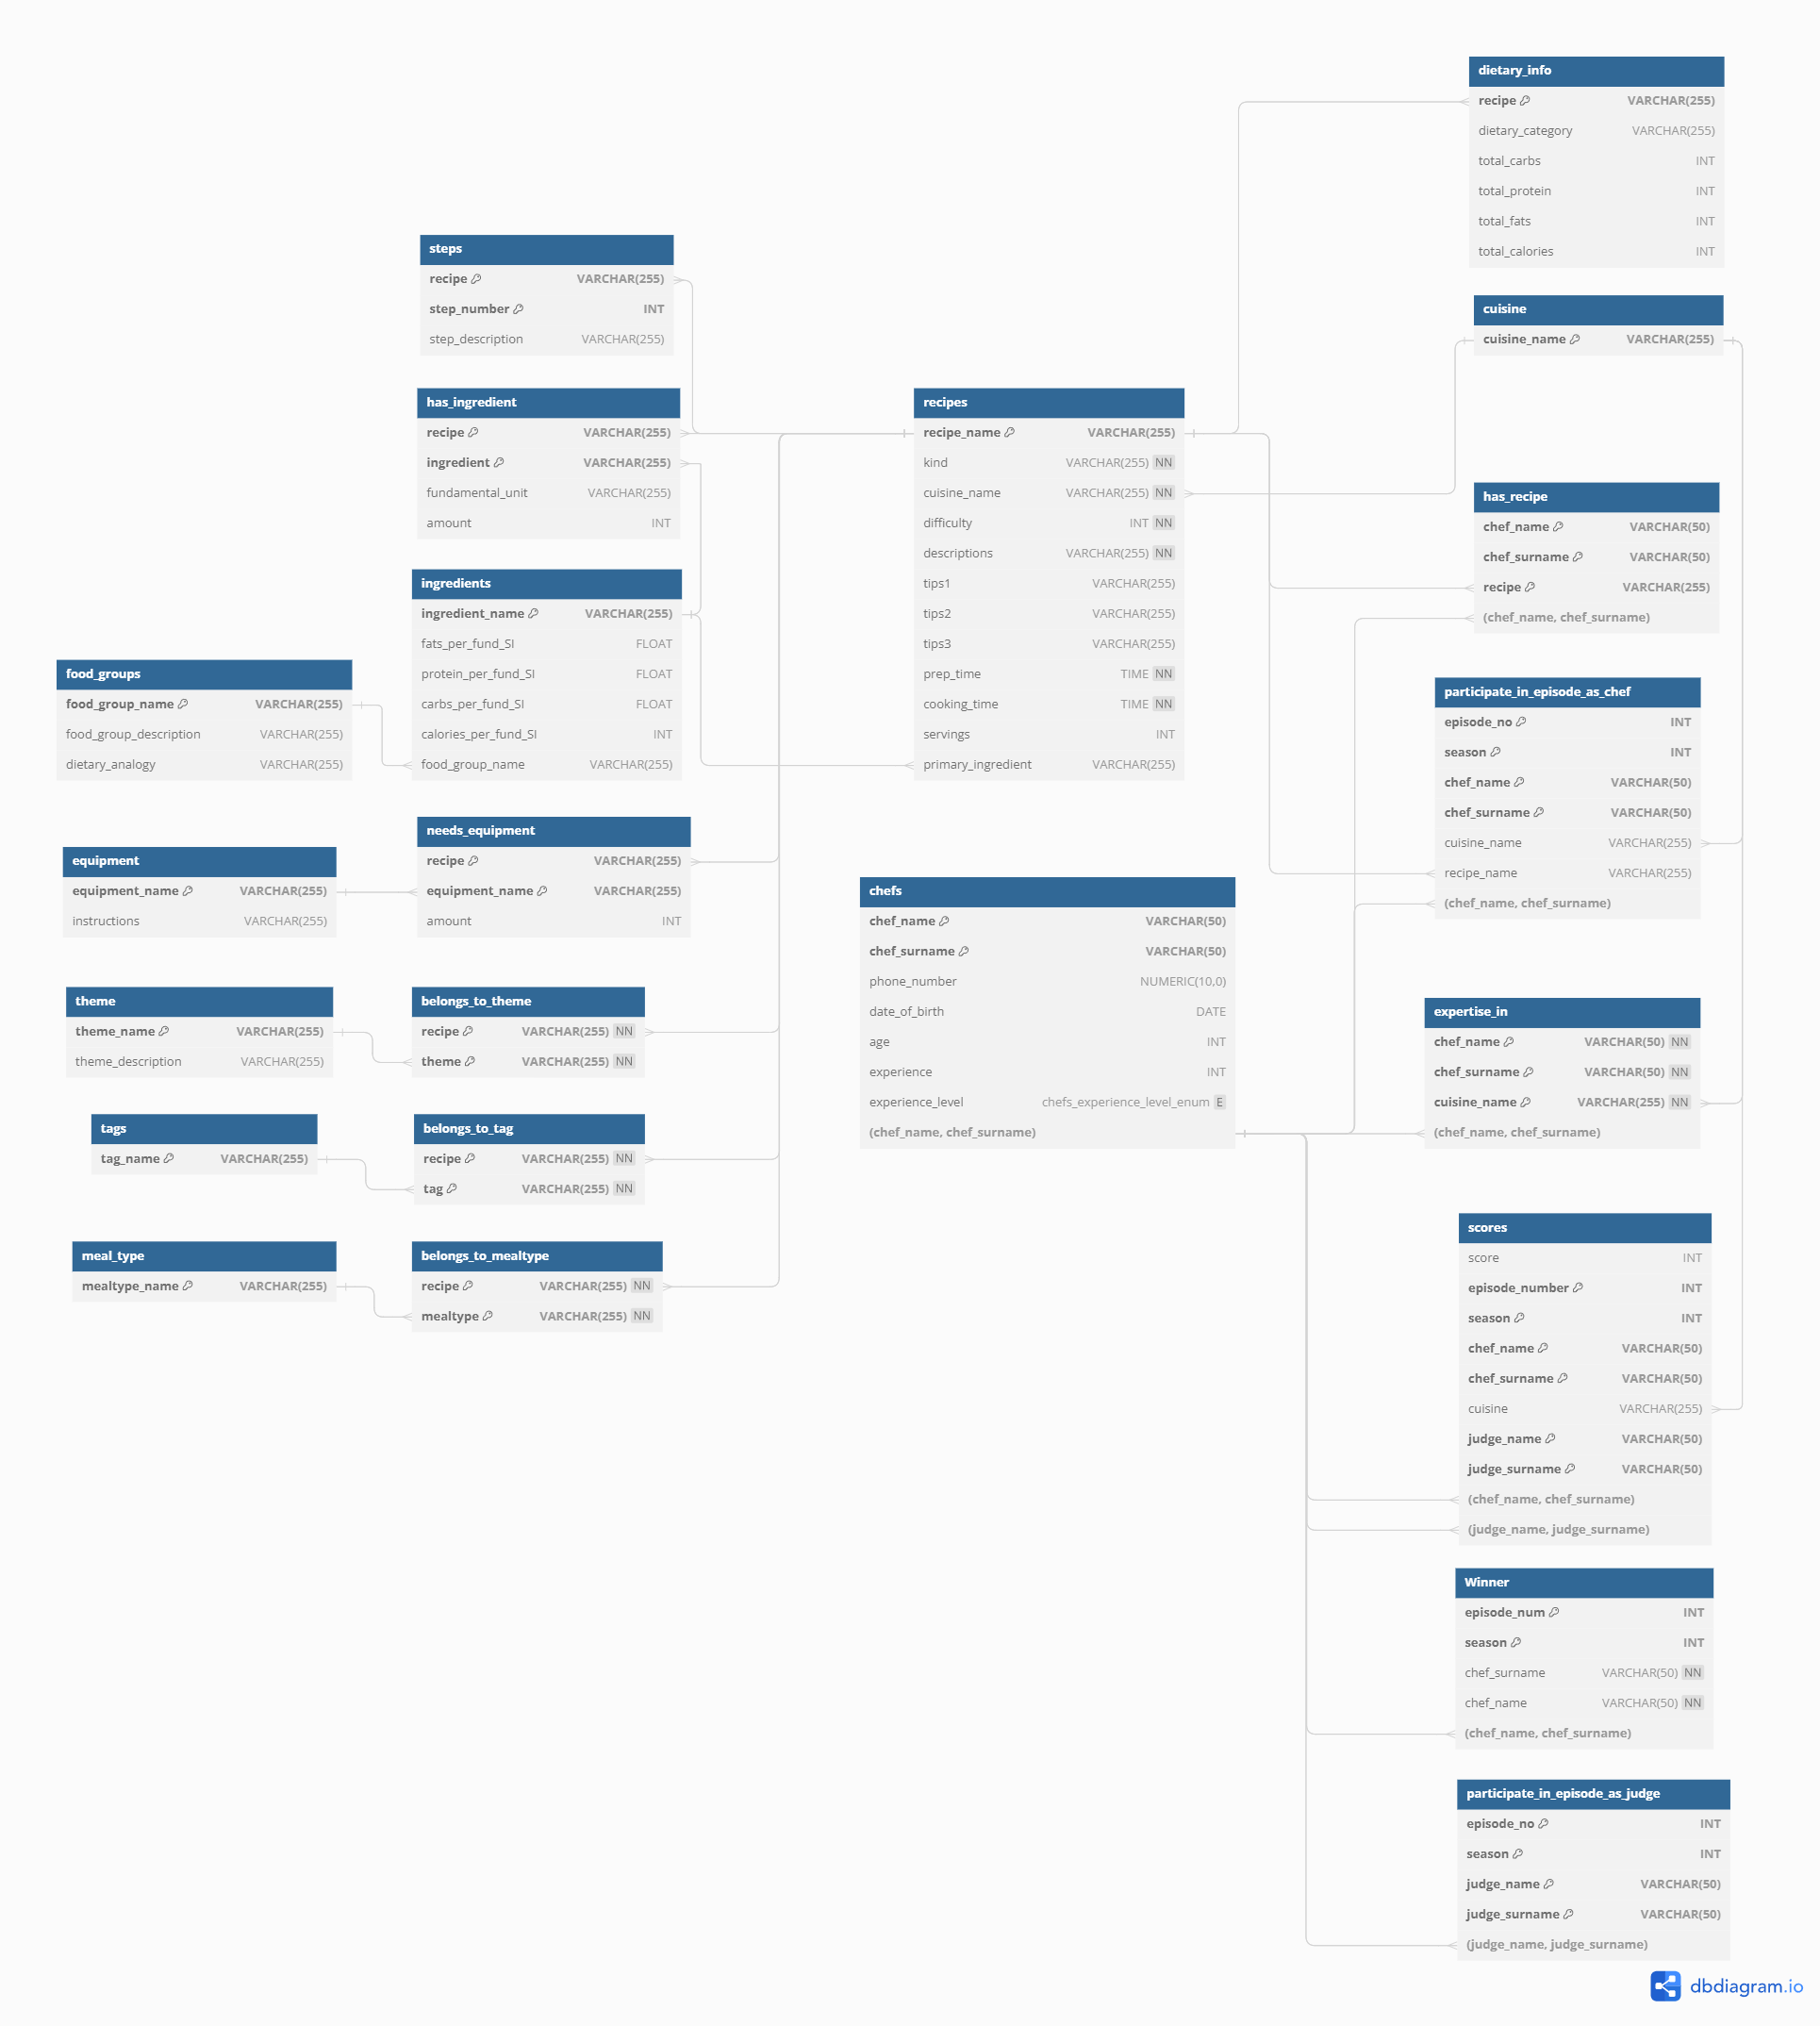 dietary_info
recipe VARCHAR(255)
dietary_category VARCHAR(255)
total_carbs INT
total_protein INT
total_fats INT
total_calories INT
steps
recipe VARCHAR(255)
step_number INT
step_description VARCHAR(255)
cuisine
cuisine_name VARCHAR(255)
has_ingredient
recipe VARCHAR(255)
ingredient VARCHAR(255)
fundamental_unit VARCHAR(255)
amount INT
recipes
recipe_name VARCHAR(255)
kind VARCHAR(255) NN
cuisine_name VARCHAR(255) NN
difficulty INT NN
descriptions VARCHAR(255) NN
tips1 VARCHAR(255)
tips2 VARCHAR(255)
tips3 VARCHAR(255)
prep_time TIME NN
cooking_time TIME NN
servings INT
primary_ingredient VARCHAR(255)
has_recipe
chef_name VARCHAR(50)
chef_surname VARCHAR(50)
recipe VARCHAR(255)
(chef_name, chef_surname)
ingredients
ingredient_name VARCHAR(255)
fats_per_fund_SI FLOAT
protein_per_fund_SI FLOAT
carbs_per_fund_SI FLOAT
calories_per_fund_SI INT
food_group_name VARCHAR(255)
food_groups
food_group_name VARCHAR(255)
food_group_description VARCHAR(255)
dietary_analogy VARCHAR(255)
participate_in_episode_as_chef
episode_no INT
season INT
chef_name VARCHAR(50)
chef_surname VARCHAR(50)
cuisine_name VARCHAR(255)
recipe_name VARCHAR(255)
(chef_name, chef_surname)
needs_equipment
recipe VARCHAR(255)
equipment_name VARCHAR(255)
amount INT
equipment
equipment_name VARCHAR(255)
instructions VARCHAR(255)
chefs
chef_name VARCHAR(50)
chef_surname VARCHAR(50)
phone_number NUMERIC(10,0)
date_of_birth DATE
age INT
experience INT
experience_level chefs_experience_level_enum E
(chef_name, chef_surname)
theme
theme_name VARCHAR(255)
theme_description VARCHAR(255)
belongs_to_theme
recipe VARCHAR(255) NN
theme VARCHAR(255) NN
expertise_in
chef_name VARCHAR(50) NN
chef_surname VARCHAR(50) NN
cuisine_name VARCHAR(255) NN
(chef_name, chef_surname)
tags
tag_name VARCHAR(255)
belongs_to_tag
recipe VARCHAR(255) NN
tag VARCHAR(255) NN
meal_type
mealtype_name VARCHAR(255)
belongs_to_mealtype
recipe VARCHAR(255) NN
mealtype VARCHAR(255) NN
scores
score INT
episode_number INT
season INT
chef_name VARCHAR(50)
chef_surname VARCHAR(50)
cuisine VARCHAR(255)
judge_name VARCHAR(50)
judge_surname VARCHAR(50)
(chef_name, chef_surname)
(judge_name, judge_surname)
Winner
episode_num INT
season INT
chef_surname VARCHAR(50) NN
chef_name VARCHAR(50) NN
(chef_name, chef_surname)
participate_in_episode_as_judge
episode_no INT
season INT
judge_name VARCHAR(50)
judge_surname VARCHAR(50)
(judge_name, judge_surname)
dbdiagram.io